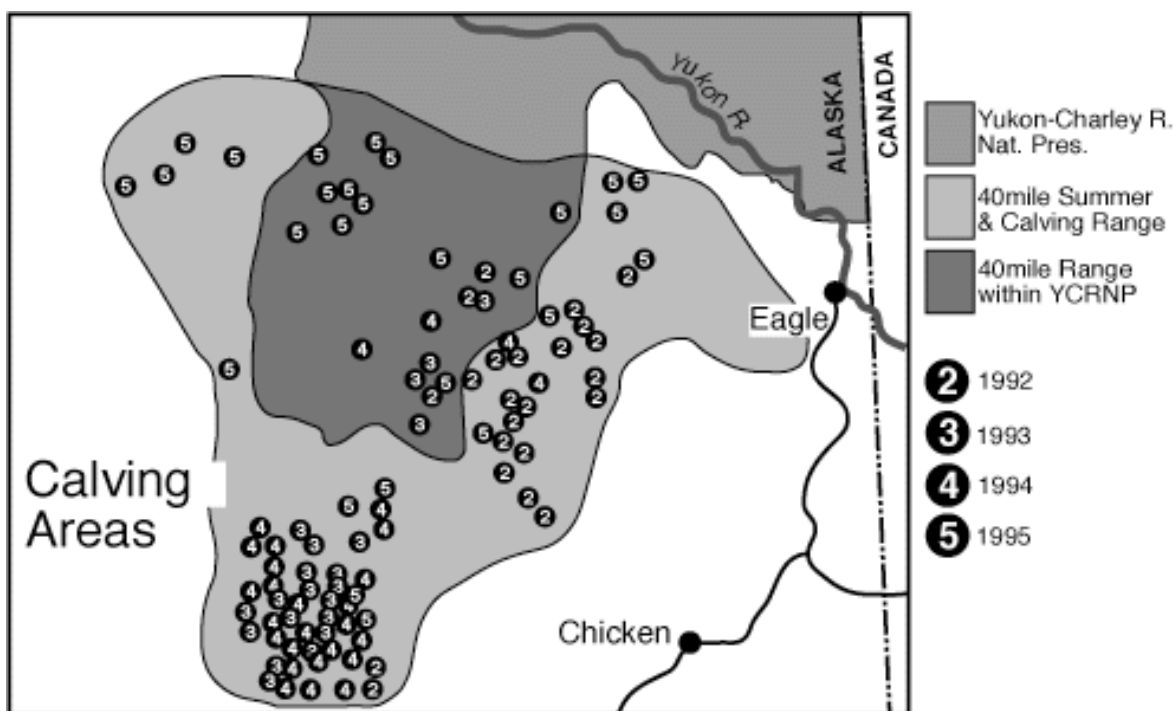 Calving
Areas
Yukon R.
ALASKA
CANADA
Eagle
Chicken
Yukon-Charley R.
Nat. Pres.
40mile Summer
& Calving Range
40mile Range
within YCRNP
2 1992
3 1993
4 1994
5 1995